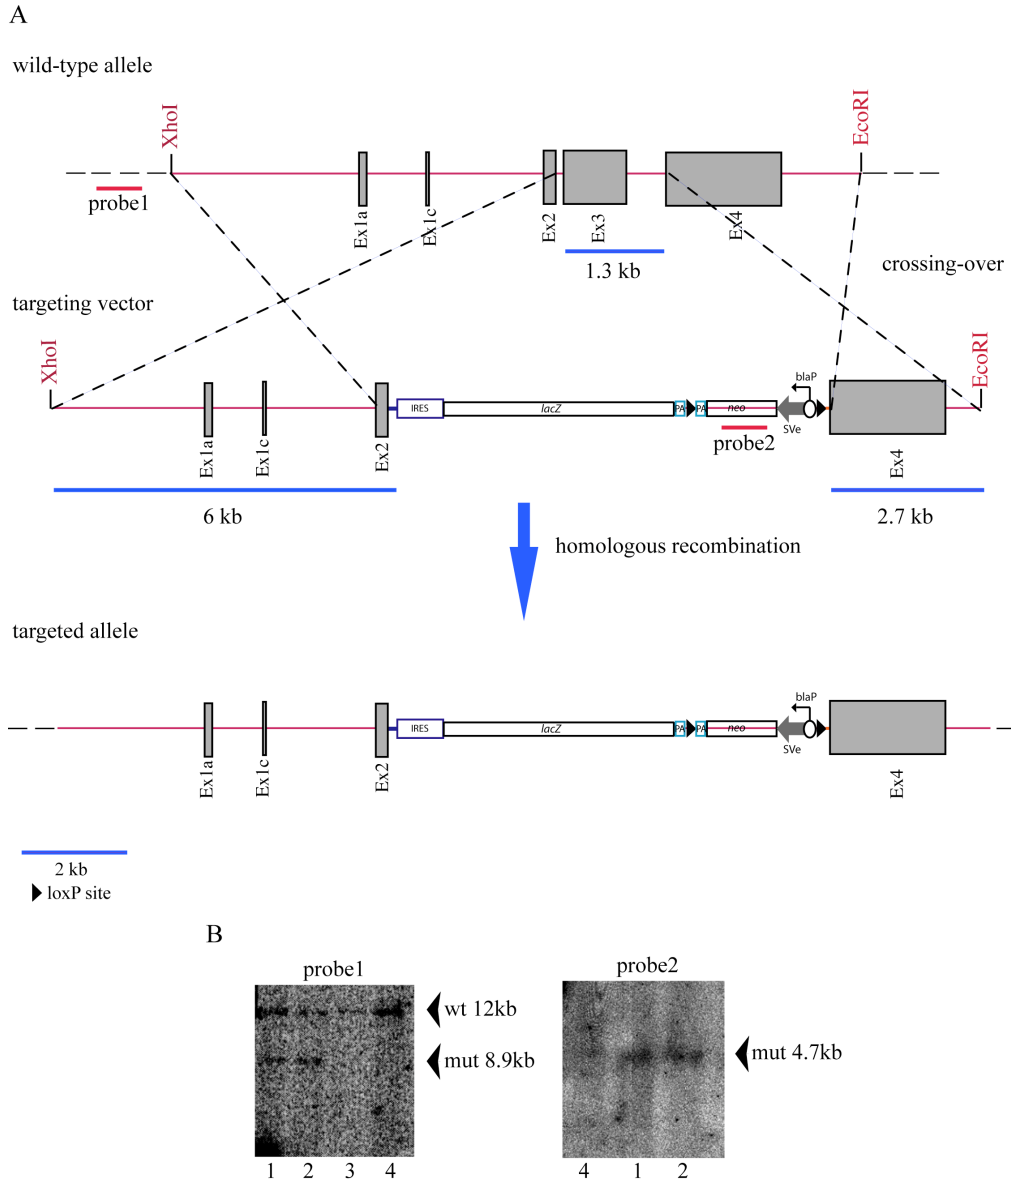 A
wild-type allele
XhoI
EcoRI
probe1
Ex1a
Ex1c
Ex2
Ex3
Ex4
1.3 kb
crossing-over
targeting vector
XhoI
EcoRI
blaP
IRES
lacZ
PA
PA
neo
SVe
probe2
Ex1a
Ex1c
Ex2
Ex4
6 kb
2.7 kb
homologous recombination
targeted allele
blaP
IRES
lacZ
PA
PA
neo
SVe
Ex1a
Ex1c
Ex2
Ex4
2 kb
loxP site
B
probe1
probe2
wt 12kb
mut 8.9kb
mut 4.7kb
1 2 3 4
4 1 2